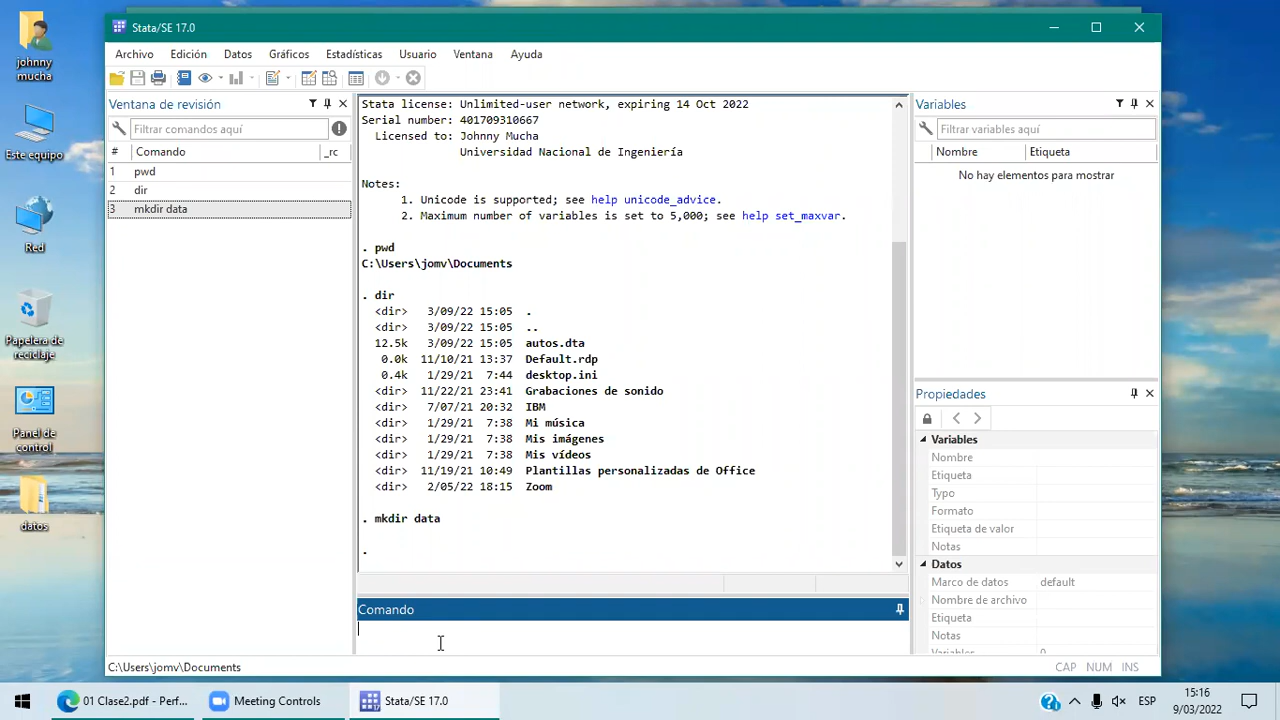 johnny
mucha
Este equipo
Red
Papelera de
reciclaje
Panel de
control
datos
Stata/SE 17.0
Archivo Edición Datos Gráficos Estadísticas Usuario Ventana Ayuda
Ventana de revisión
Filtrar comandos aquí
# Comando _rc
1 pwd
2 dir
3 mkdir data
Stata license: Unlimited-user network, expiring 14 Oct 2022
Serial number: 401709310667
Licensed to: Johnny Mucha
Universidad Nacional de Ingeniería
Notes:
1. Unicode is supported; see help unicode_advice.
2. Maximum number of variables is set to 5,000; see help set_maxvar.
. pwd
C:\Users\jomv\Documents
. dir
<dir> 3/09/22 15:05 .
<dir> 3/09/22 15:05 ..
12.5k 3/09/22 15:05 autos.dta
0.0k 11/10/21 13:37 Default.rdp
0.4k 1/29/21 7:44 desktop.ini
<dir> 11/22/21 23:41 Grabaciones de sonido
<dir> 7/07/21 20:32 IBM
<dir> 1/29/21 7:38 Mi música
<dir> 1/29/21 7:38 Mis imágenes
<dir> 1/29/21 7:38 Mis vídeos
<dir> 11/19/21 10:49 Plantillas personalizadas de Office
<dir> 2/05/22 18:15 Zoom
. mkdir data
.
Comando
Variables
Filtrar variables aquí
Nombre Etiqueta
No hay elementos para mostrar
Propiedades
Variables
Nombre
Etiqueta
Typo
Formato
Etiqueta de valor
Notas
Datos
Marco de datos default
Nombre de archivo
Etiqueta
Notas
Variables 0
C:\Users\jomv\Documents
CAP NUM INS
01 Clase2.pdf - Perf...
Meeting Controls
Stata/SE 17.0
ESP
15:16
9/03/2022